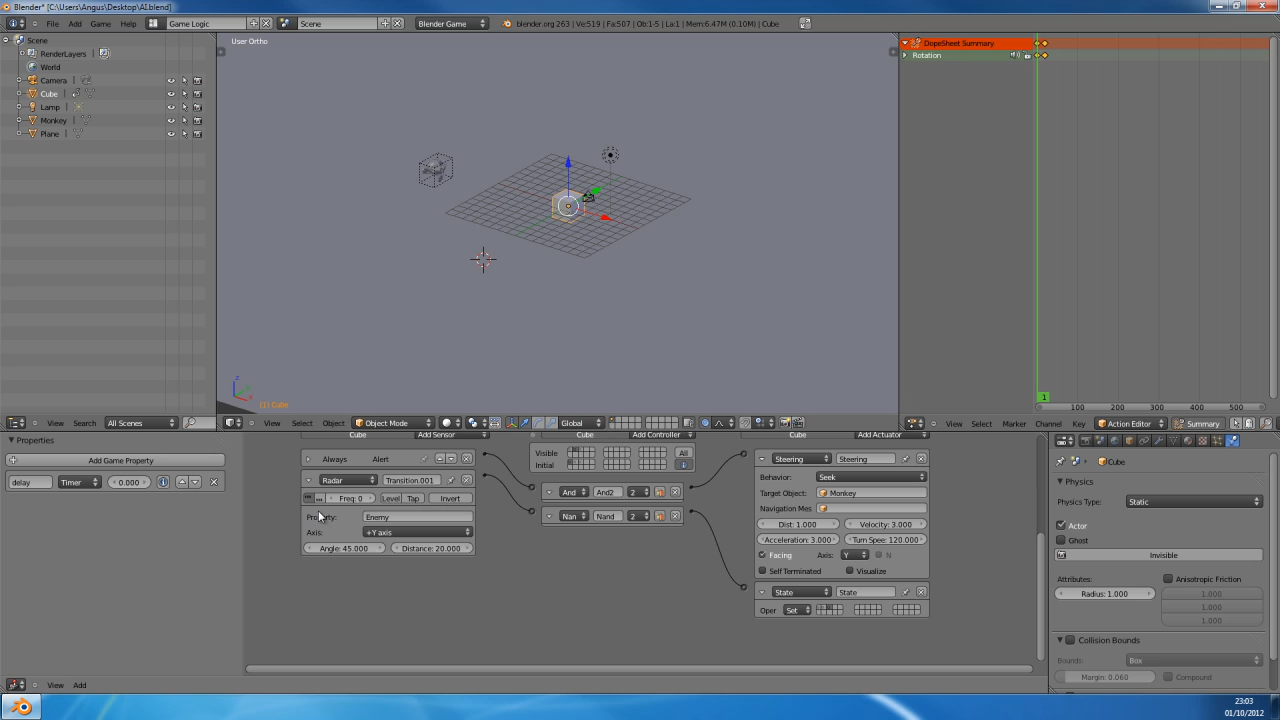 Blender* [C:\Users\Angus\Desktop\AI.blend]
File Add Game Help Game Logic Scene Blender Game blender.org 263 | Ve:519 | Fa:507 | Ob:1-5 | La:1 | Mem:6.47M (0.10M) | Cube
Scene
RenderLayers
World
Camera
Cube
Lamp
Monkey
Plane
User Ortho
(1) Cube
DopeSheet Summary
Rotation
1
100 200 300 400 500
View Search All Scenes
View Select Object Object Mode Global
View Select Marker Channel Action Editor Summary
Properties
Add Game Property
delay Timer 0.000
Cube Add Sensor
Always Alert
Radar Transition.001
Freq: 0 Level Tap Invert
Property: Enemy
Axis: +Y axis
Angle: 45.000 Distance: 20.000
Cube Add Controller
Visible All
Initial
And And2 2
Nan Nand 2
Cube Add Actuator
Steering Steering
Behavior: Seek
Target Object: Monkey
Navigation Mes
Dist: 1.000 Velocity: 3.000
Acceleration: 3.000 Turn Spee: 120.000
Facing Axis: Y N
Self Terminated Visualize
State State
Oper Set
Cube
Physics
Physics Type: Static
Actor
Ghost
Invisible
Attributes: Anisotropic Friction
Radius: 1.000 1.000
1.000
1.000
Collision Bounds
Bounds: Box
Margin: 0.060 Compound
View Add
23:03
01/10/2012